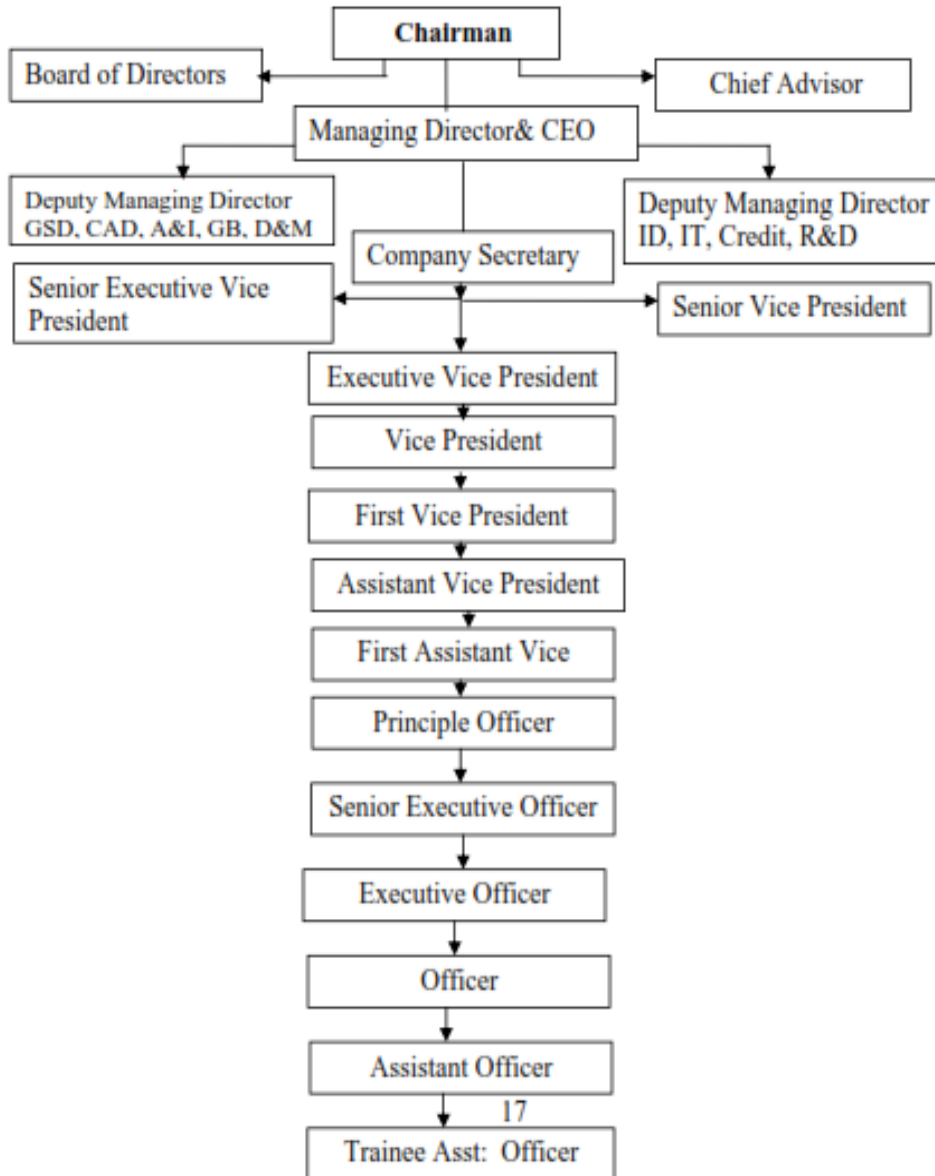 Chairman
Board of Directors
Chief Advisor
Managing Director& CEO
Deputy Managing Director
GSD, CAD, A&I, GB, D&M
Deputy Managing Director
ID, IT, Credit, R&D
Company Secretary
Senior Executive Vice
President
Senior Vice President
Executive Vice President
Vice President
First Vice President
Assistant Vice President
First Assistant Vice
Principle Officer
Senior Executive Officer
Executive Officer
Officer
Assistant Officer
17
Trainee Asst: Officer